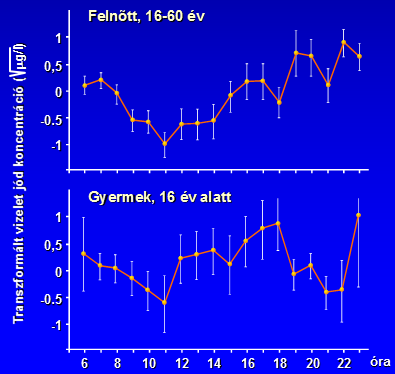 Felnõtt, 16-60 év
1
0,5
0
-0,5
-1
Transzformált vizelet jód koncentráció (√µg/l)
Gyermek, 16 év alatt
1
0,5
0
-0,5
-1
6 8 10 12 14 16 18 20 22 óra